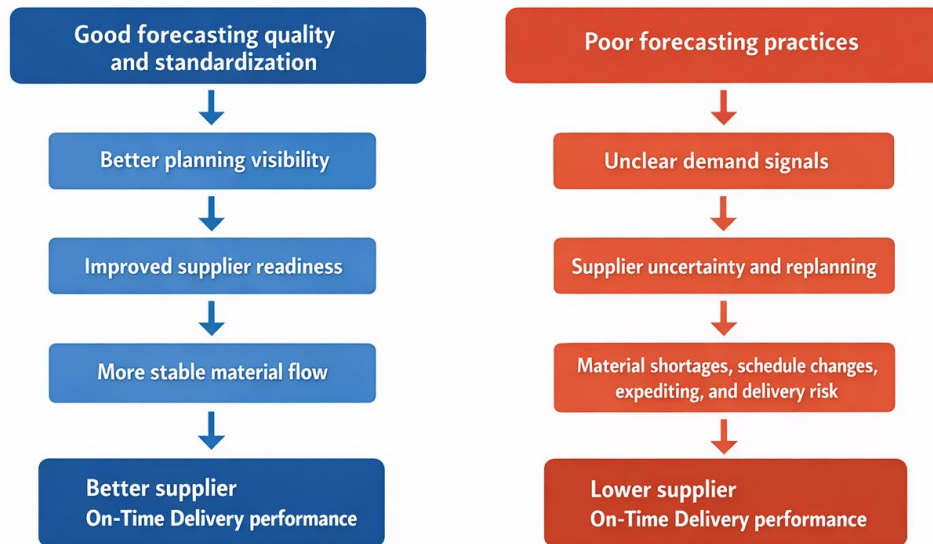 Good forecasting quality
and standardization
Better planning visibility
Improved supplier readiness
More stable material flow
Better supplier
On-Time Delivery performance
Poor forecasting practices
Unclear demand signals
Supplier uncertainty and replanning
Material shortages, schedule changes,
expediting, and delivery risk
Lower supplier
On-Time Delivery performance